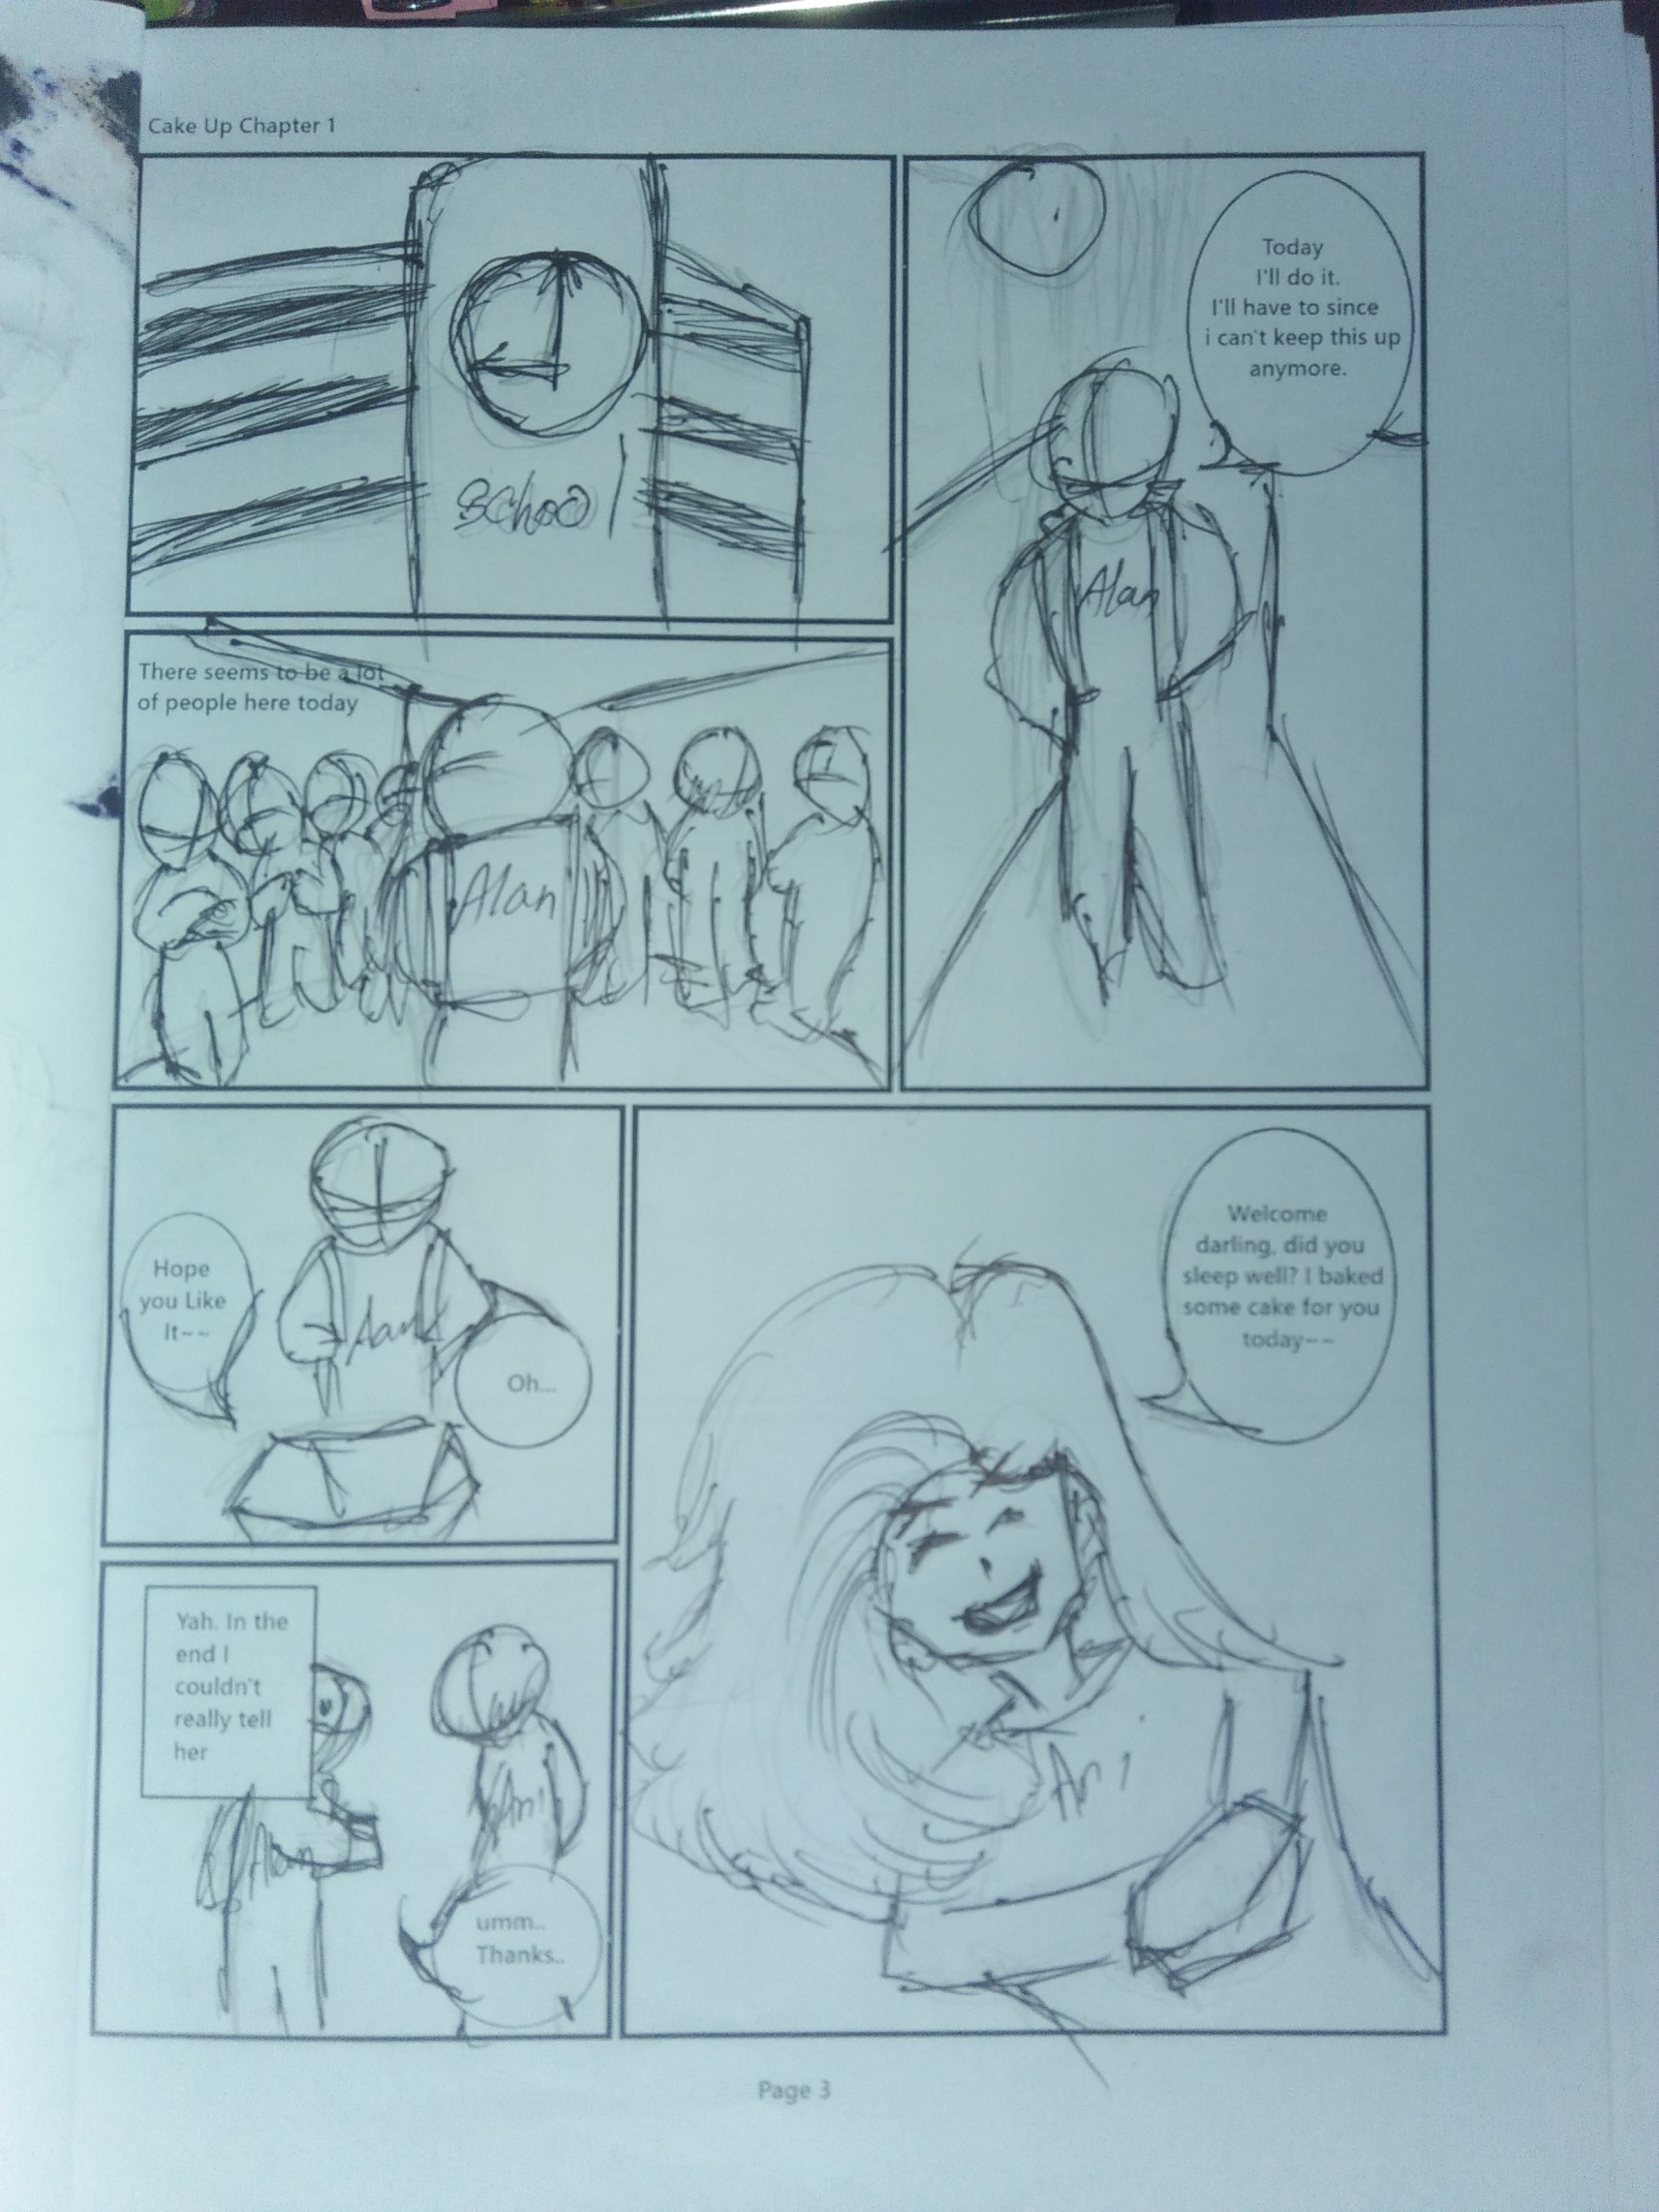 Cake Up Chapter 1
School
Today
I'll do it.
I'll have to since
i can't keep this up
anymore.
Alan
There seems to be a lot
of people here today
Alan
Welcome
darling, did you
sleep well? I baked
some cake for you
today~~
Ari
Hope
you Like
It~~
Oh...
Yah. In the
end I
couldn't
really tell
her
Alan
Ari
umm..
Thanks..
Page 3